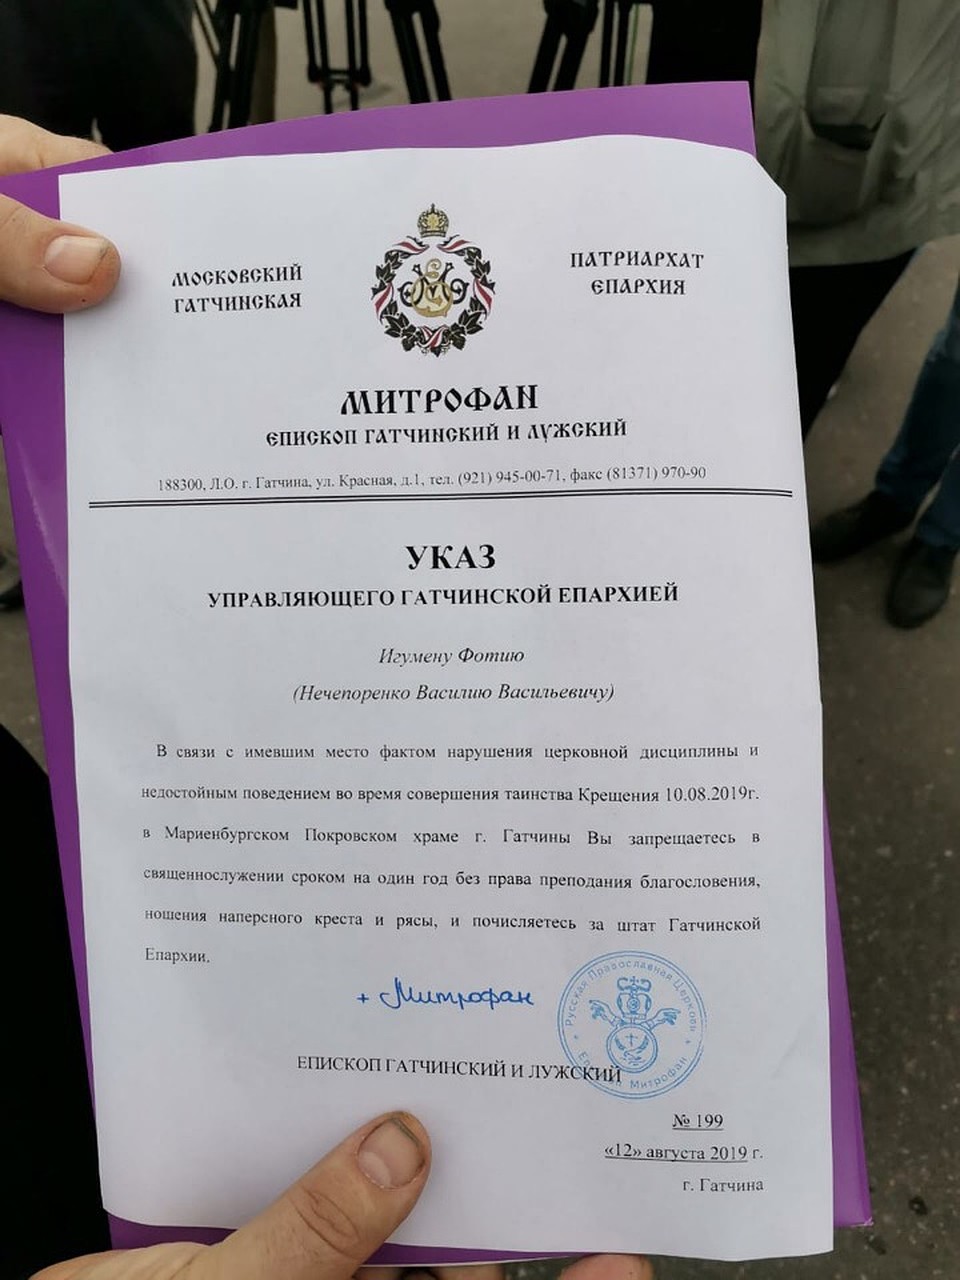 МОСКОВСКИЙ ПАТРИАРХАТ
ГАТЧИНСКАЯ ЕПАРХИЯ
МИТРОФАН
ЕПИСКОП ГАТЧИНСКИЙ И ЛУЖСКИЙ
188300, Л.О. г. Гатчина, ул. Красная, д.1, тел. (921) 945-00-71, факс (81371) 970-90
УКАЗ
УПРАВЛЯЮЩЕГО ГАТЧИНСКОЙ ЕПАРХИЕЙ
Игумену Фотию
(Нечепоренко Василию Васильевичу)
В связи с имевшим место фактом нарушения церковной дисциплины и
недостойным поведением во время совершения таинства Крещения 10.08.2019г.
в Мариенбургском Покровском храме г. Гатчины Вы запрещаетесь в
священнослужении сроком на один год без права преподания благословения,
ношения наперсного креста и рясы, и почисляетесь за штат Гатчинской
Епархии.
+ Митрофан
Русская Православная Церковь
Митрофан
ЕПИСКОП ГАТЧИНСКИЙ И ЛУЖСКИЙ
№ 199
«12» августа 2019 г.
г. Гатчина